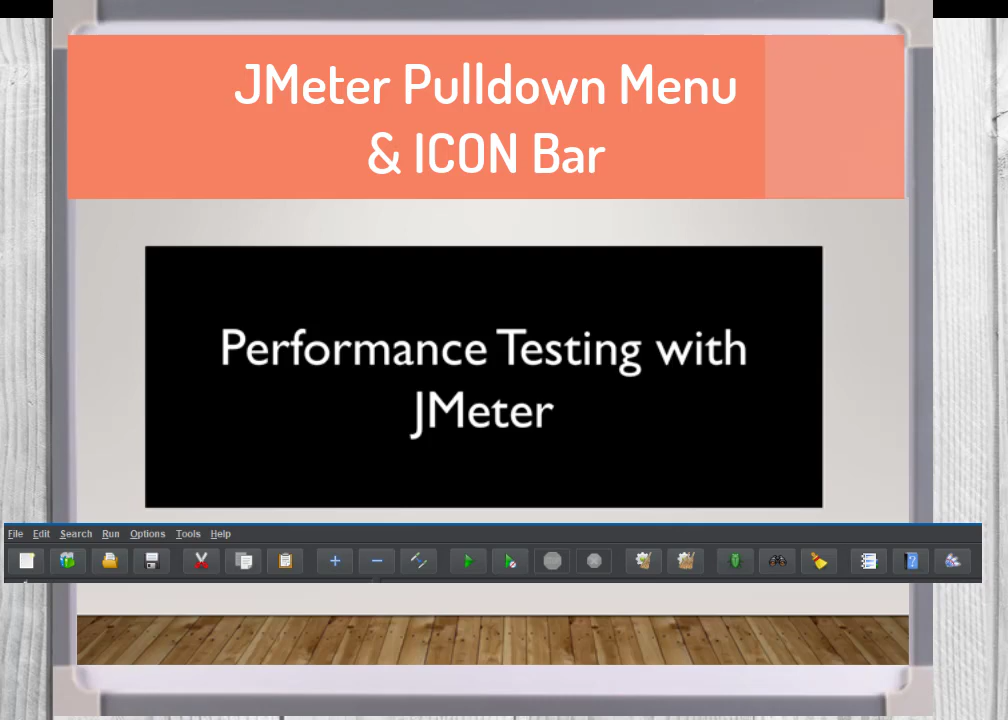 JMeter Pulldown Menu
& ICON Bar
Performance Testing with
JMeter
File Edit Search Run Options Tools Help